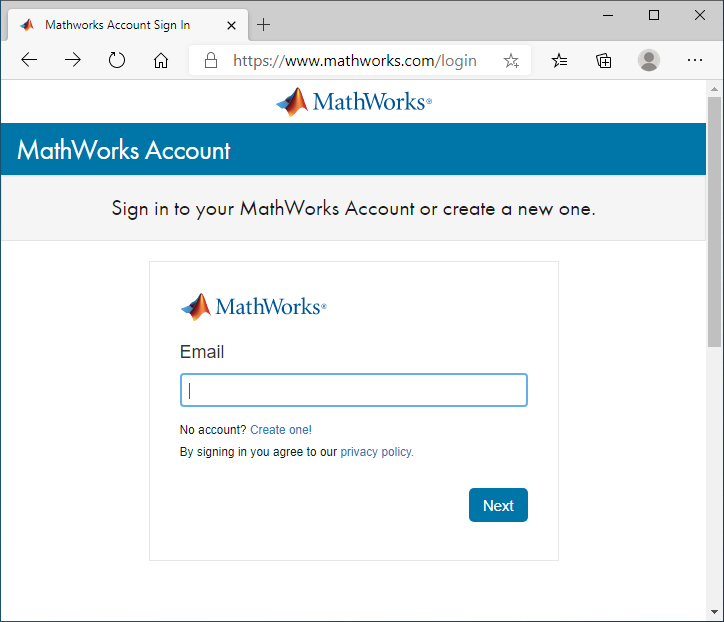 Mathworks Account Sign In
https://www.mathworks.com/login
MathWorks®
MathWorks Account
Sign in to your MathWorks Account or create a new one.
MathWorks®
Email
No account? Create one!
By signing in you agree to our privacy policy.
Next